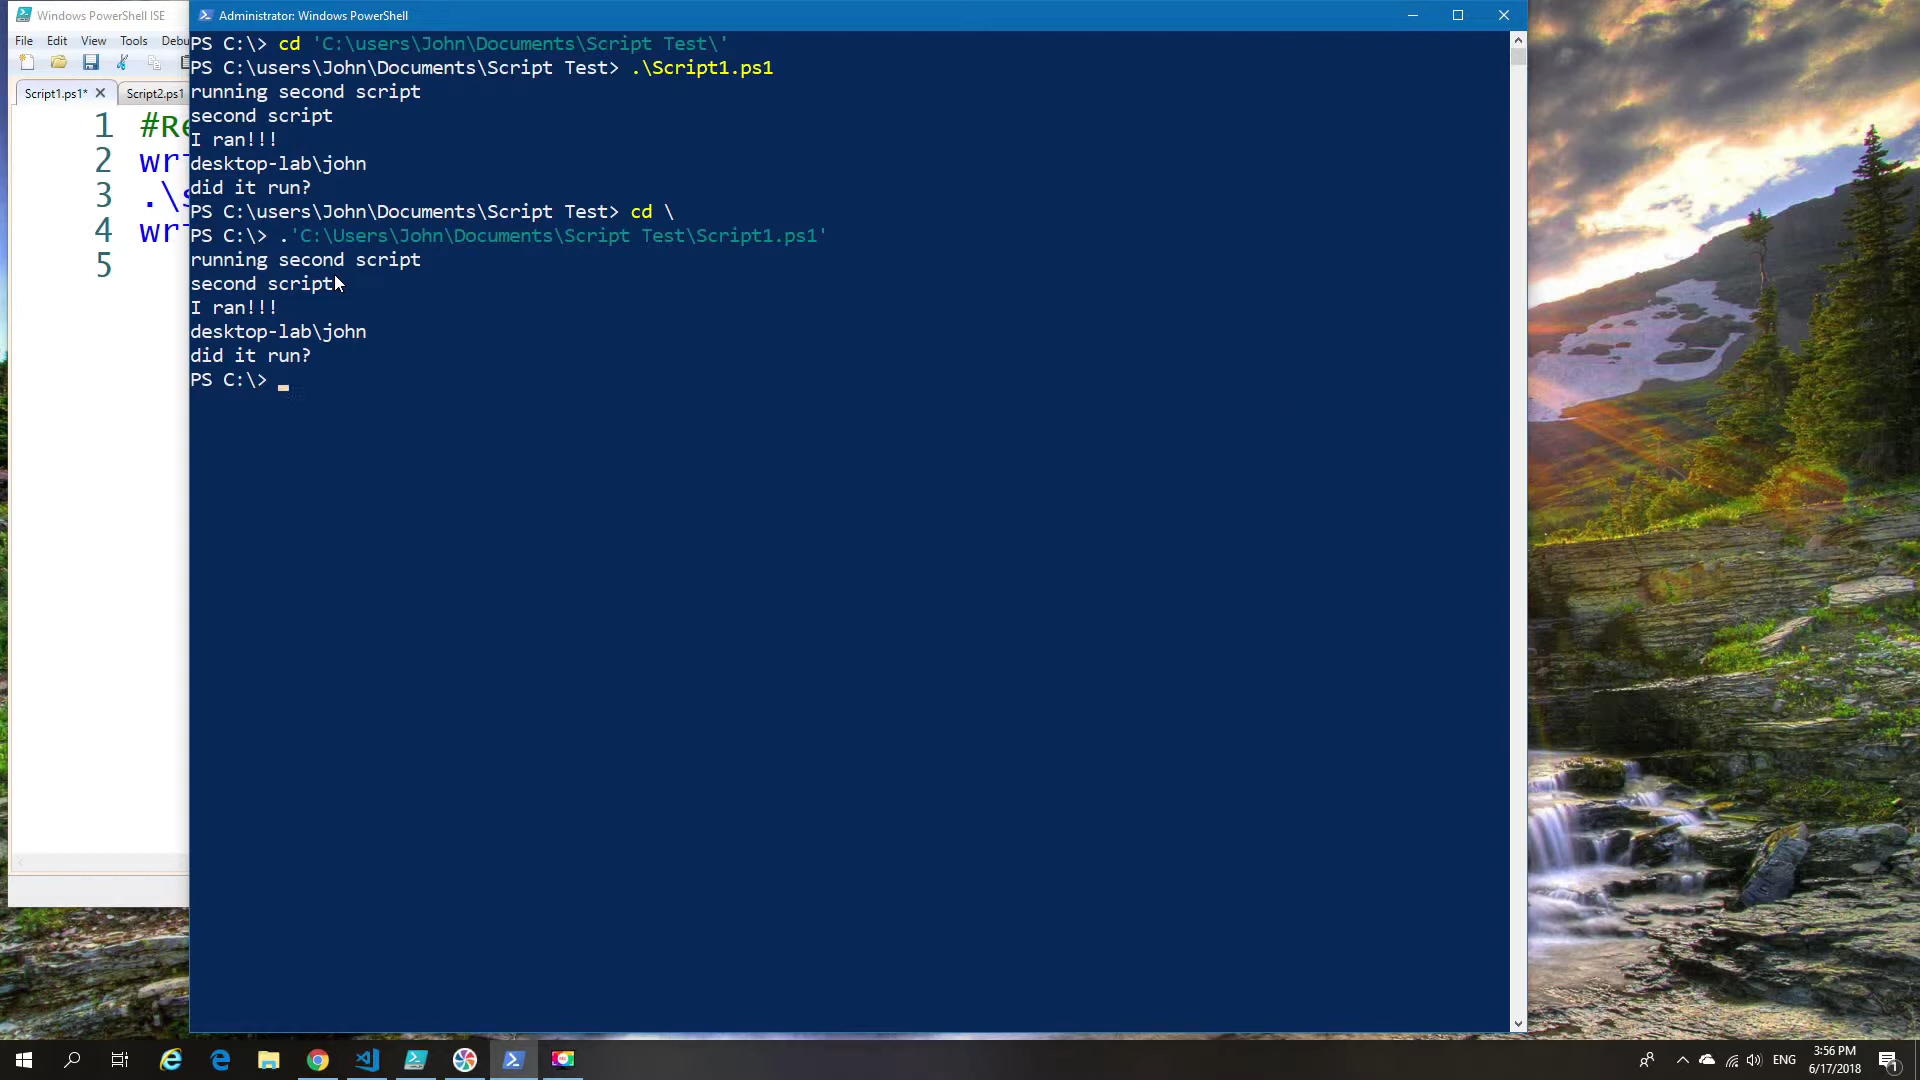 Windows PowerShell ISE
File Edit View Tools Debu
Script1.ps1* Script2.ps1
1 #Re
2 wri
3 .\s
4 wri
5
Administrator: Windows PowerShell
PS C:\> cd 'C:\users\John\Documents\Script Test\'
PS C:\users\John\Documents\Script Test> .\Script1.ps1
running second script
second script
I ran!!!
desktop-lab\john
did it run?
PS C:\users\John\Documents\Script Test> cd \
PS C:\> .'C:\Users\John\Documents\Script Test\Script1.ps1'
running second script
second script
I ran!!!
desktop-lab\john
did it run?
PS C:\>
ENG
3:56 PM
6/17/2018
1